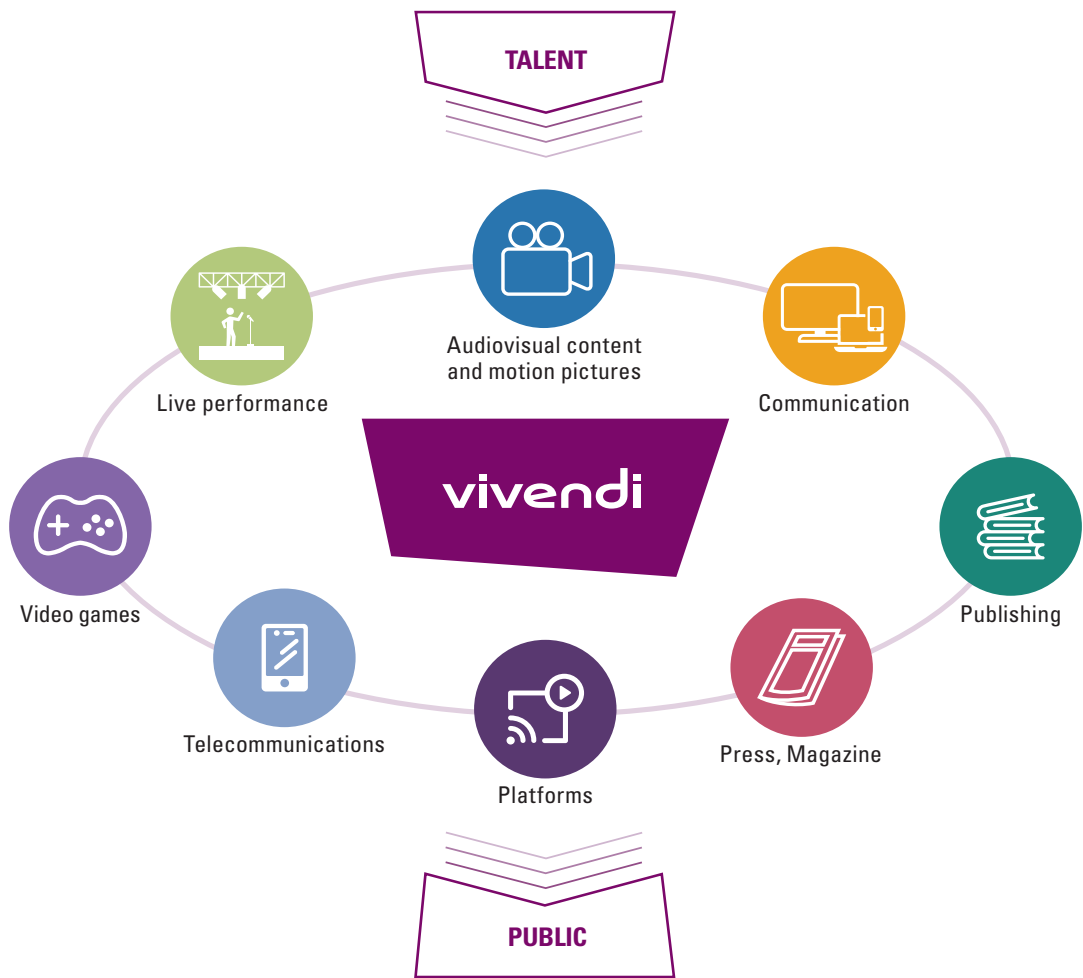 TALENT
Audiovisual content
and motion pictures
Live performance
Communication
vivendi
Video games
Publishing
Telecommunications
Press, Magazine
Platforms
PUBLIC